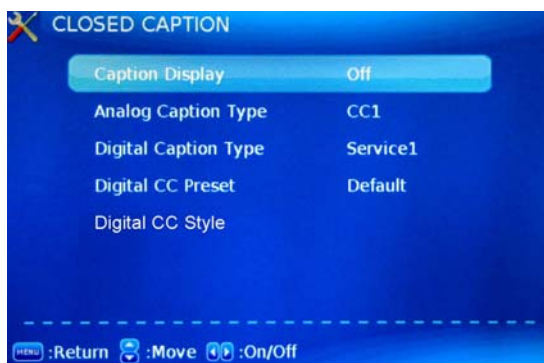 CLOSED CAPTION
Caption Display Off
Analog Caption Type CC1
Digital Caption Type Service1
Digital CC Preset Default
Digital CC Style
MENU :Return :Move :On/Off